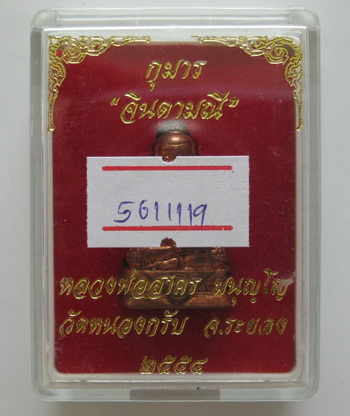 กุมาร
"จินดามณี"
5611119
หลวงพ่อสาคร มนุญฺโญ
วัดหนองกรับ จ.ระยอง
๒๕๕๔